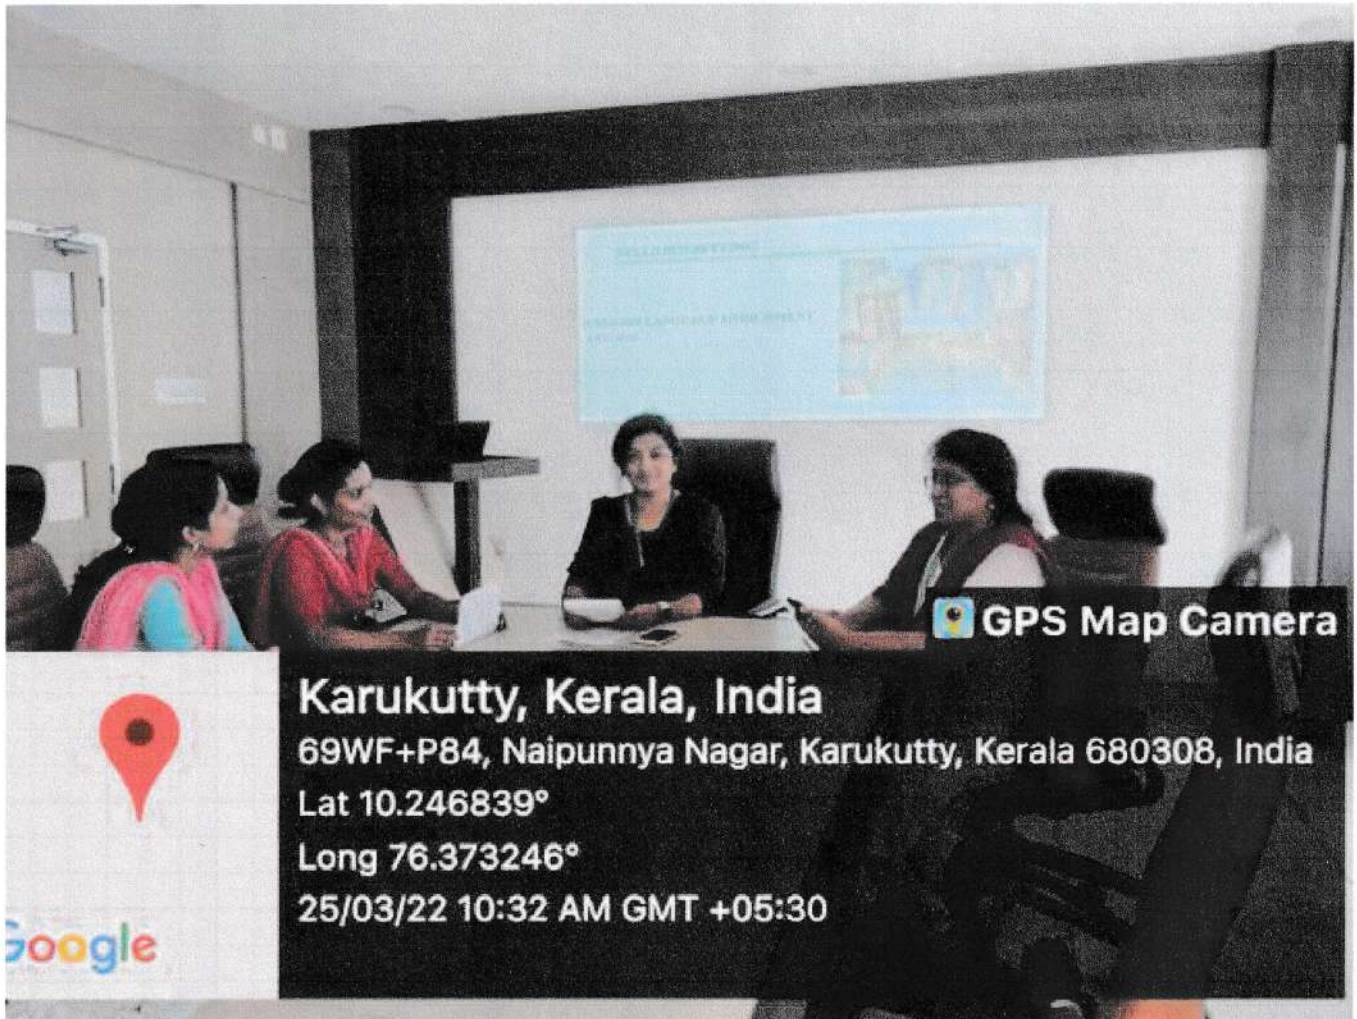 GPS Map Camera
Karukutty, Kerala, India
69WF+P84, Naipunnya Nagar, Karukutty, Kerala 680308, India
Lat 10.246839°
Long 76.373246°
25/03/22 10:32 AM GMT +05:30
Google